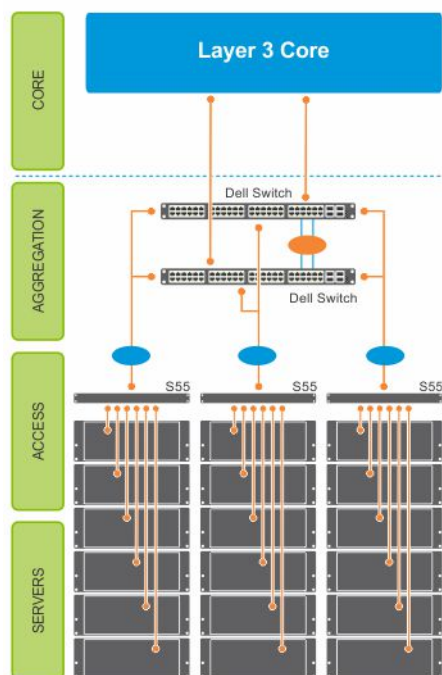 CORE
Layer 3 Core
AGGREGATION
Dell Switch
Dell Switch
ACCESS
S55
S55
S55
SERVERS